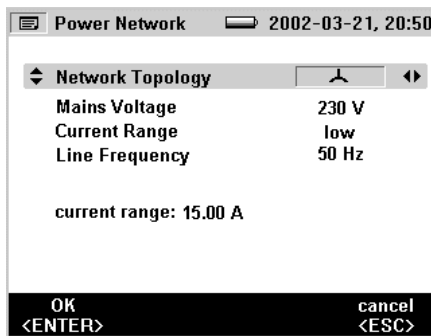 Power Network 2002-03-21, 20:50
Network Topology
Mains Voltage 230 V
Current Range low
Line Frequency 50 Hz
current range: 15.00 A
OK cancel
<ENTER> <ESC>